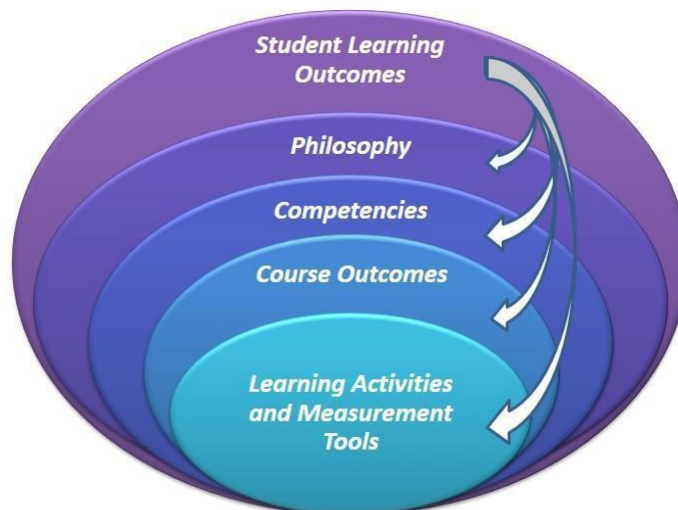 Student Learning
Outcomes
Philosophy
Competencies
Course Outcomes
Learning Activities
and Measurement
Tools